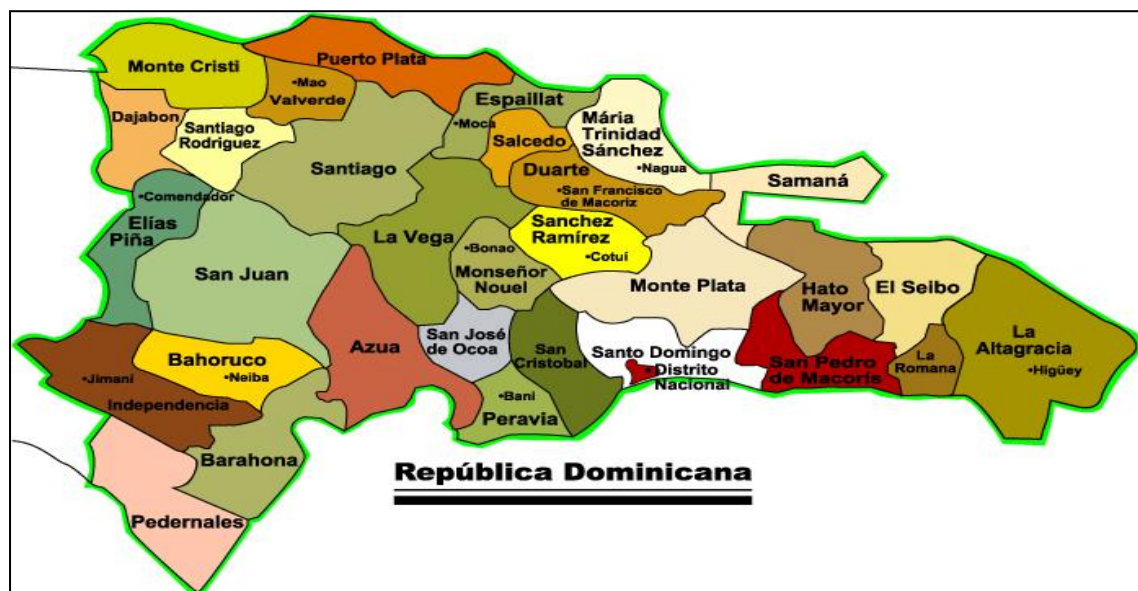 Monte Cristi
Puerto Plata
•Mao
Valverde
Espaillat
Dajabon
Santiago
Rodriguez
•Moca
Salcedo
Mária
Trinidad
Sánchez
•Nagua
Santiago
Duarte
•San Francisco
de Macoriz
Samaná
•Comendador
Elías
Piña
La Vega
Sanchez
Ramírez
•Cotuí
San Juan
•Bonao
Monseñor
Nouel
Monte Plata
Hato
Mayor
El Seibo
La
Altagracia
•Higüey
Azua
San José
de Ocoa
San
Cristobal
Santo Domingo
•Distrito
Nacional
San Pedro
de Macorís
La
Romana
Bahoruco
•Neiba
•Jimaní
Independencia
•Bani
Peravia
Barahona
República Dominicana
Pedernales